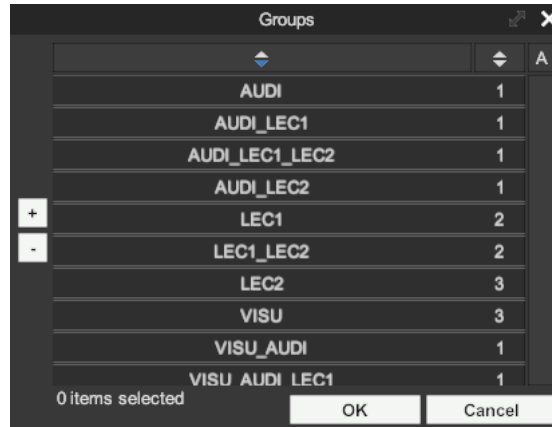 Groups
A
AUDI 1
AUDI_LEC1 1
AUDI_LEC1_LEC2 1
AUDI_LEC2 1
+
LEC1 2
-
LEC1_LEC2 2
LEC2 3
VISU 3
VISU_AUDI 1
VISU_AUDI_LEC1 1
0 items selected
OK Cancel